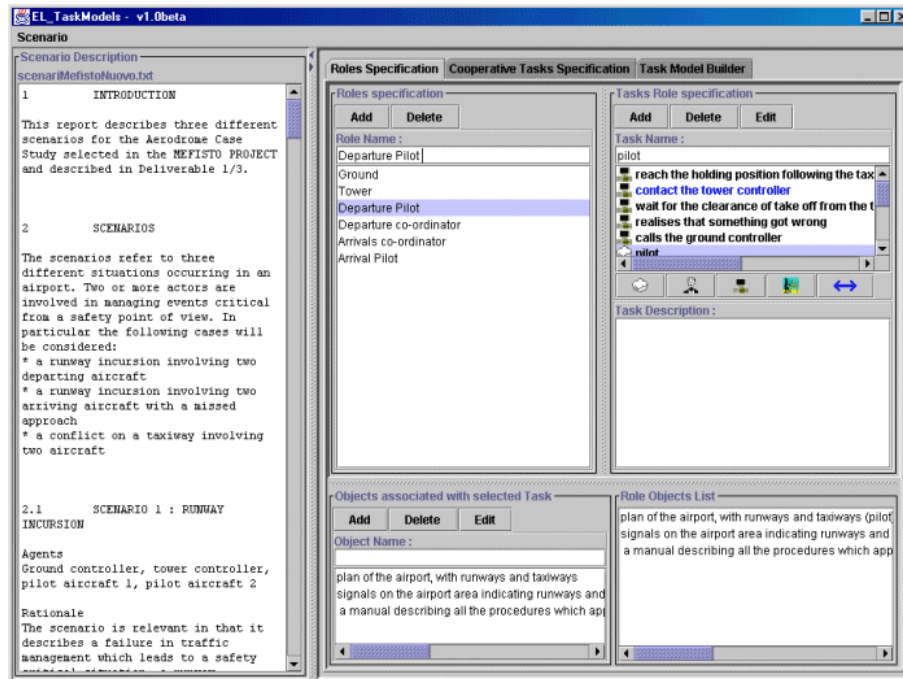 EL_TaskModels - v1.0beta
Scenario
Scenario Description
scenariMefistoNuovo.txt
1 INTRODUCTION
This report describes three different
scenarios for the Aerodrome Case
Study selected in the MEFISTO PROJECT
and described in Deliverable 1/3.
2 SCENARIOS
The scenarios refer to three
different situations occurring in an
airport. Two or more actors are
involved in managing events critical
from a safety point of view. In
particular the following cases will
be considered:
* a runway incursion involving two
departing aircraft
* a runway incursion involving two
arriving aircraft with a missed
approach
* a conflict on a taxiway involving
two aircraft
2.1 SCENARIO 1 : RUNWAY
INCURSION
Agents
Ground controller, tower controller,
pilot aircraft 1, pilot aircraft 2
Rationale
The scenario is relevant in that it
describes a failure in traffic
management which leads to a safety
critical situation, a runway
Roles Specification Cooperative Tasks Specification Task Model Builder
Roles specification
Add Delete
Role Name :
Departure Pilot
Ground
Tower
Departure Pilot
Departure co-ordinator
Arrivals co-ordinator
Arrival Pilot
Tasks Role specification
Add Delete Edit
Task Name :
pilot
reach the holding position following the tax
contact the tower controller
wait for the clearance of take off from the t
realises that something got wrong
calls the ground controller
pilot
Task Description :
Objects associated with selected Task
Add Delete Edit
Object Name :
plan of the airport, with runways and taxiways
signals on the airport area indicating runways and
a manual describing all the procedures which app
Role Objects List
plan of the airport, with runways and taxiways (pilot
signals on the airport area indicating runways and
a manual describing all the procedures which app